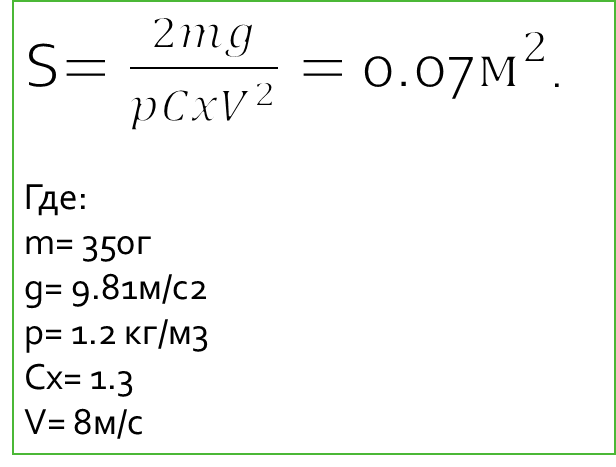 S= 2mg / pCxV² = 0.07м².
Где:
m= 350г
g= 9.81м/с2
p= 1.2 кг/м3
Cx= 1.3
V= 8м/с